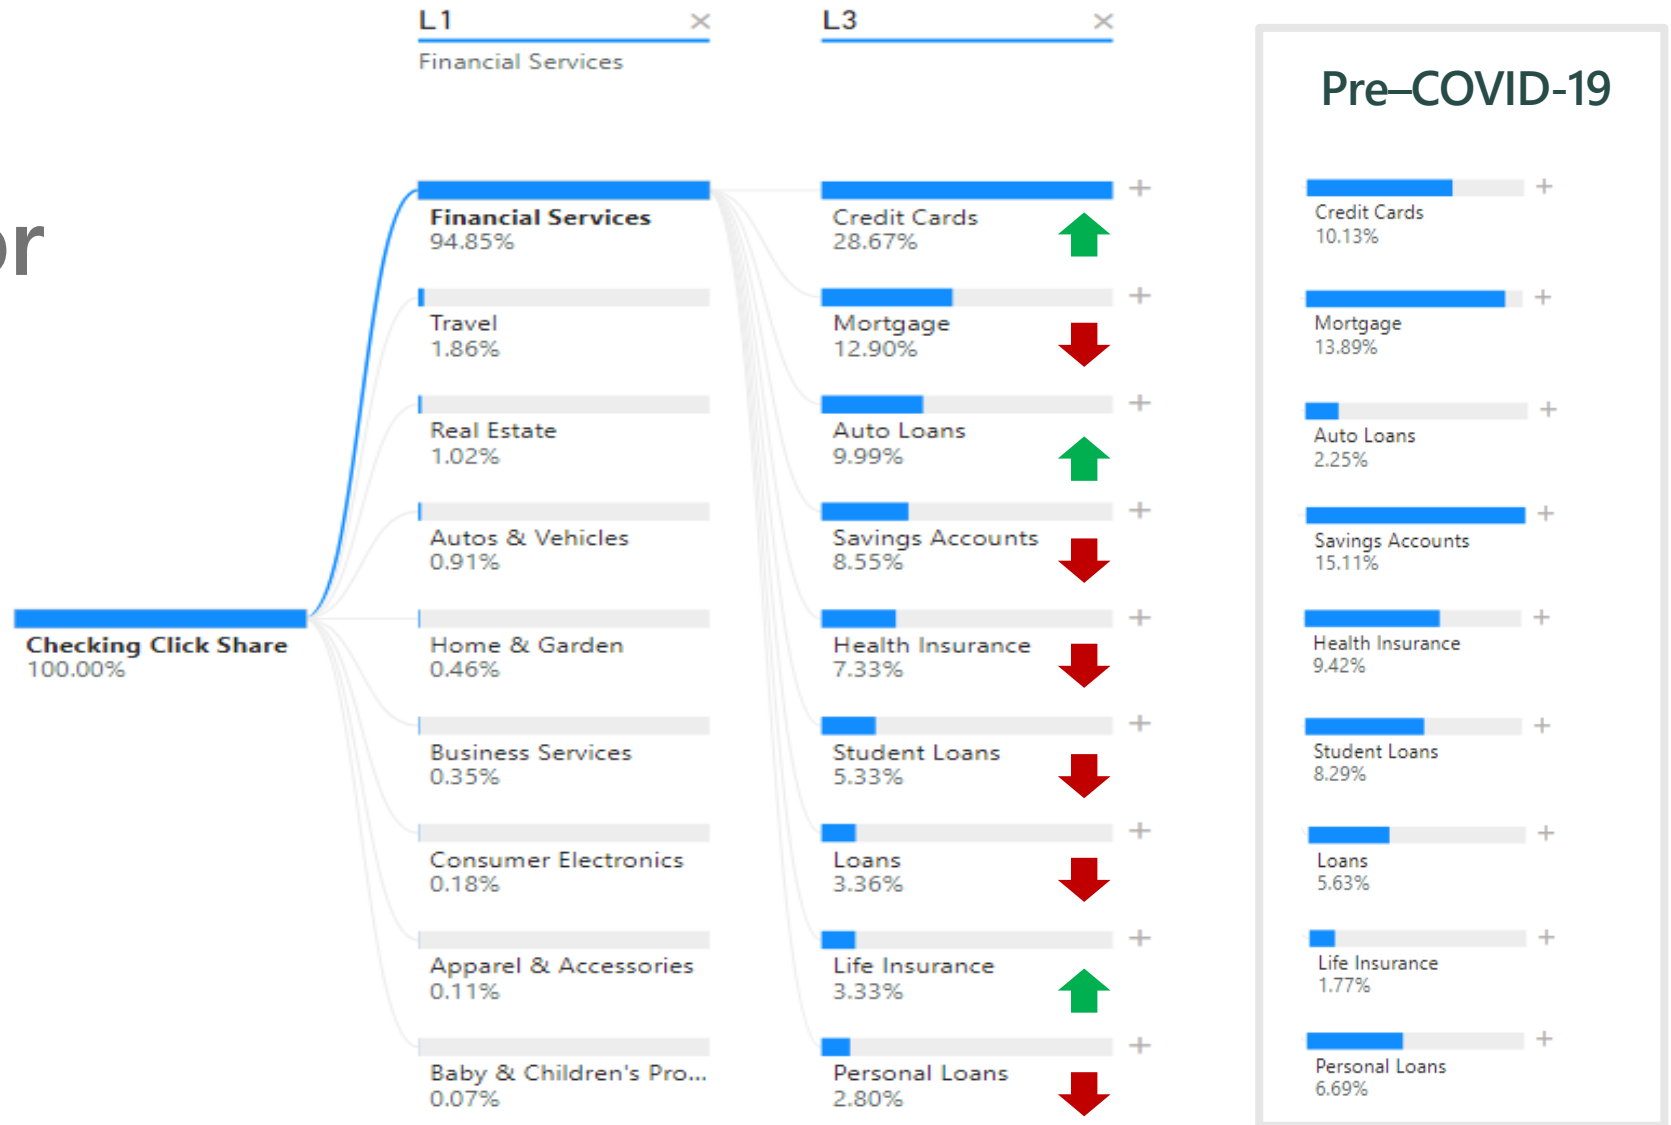 or
L1
Financial Services
L3
Checking Click Share
100.00%
Financial Services
94.85%
Travel
1.86%
Real Estate
1.02%
Autos & Vehicles
0.91%
Home & Garden
0.46%
Business Services
0.35%
Consumer Electronics
0.18%
Apparel & Accessories
0.11%
Baby & Children's Pro...
0.07%
Credit Cards
28.67%
Mortgage
12.90%
Auto Loans
9.99%
Savings Accounts
8.55%
Health Insurance
7.33%
Student Loans
5.33%
Loans
3.36%
Life Insurance
3.33%
Personal Loans
2.80%
Pre–COVID-19
Credit Cards
10.13%
Mortgage
13.89%
Auto Loans
2.25%
Savings Accounts
15.11%
Health Insurance
9.42%
Student Loans
8.29%
Loans
5.63%
Life Insurance
1.77%
Personal Loans
6.69%